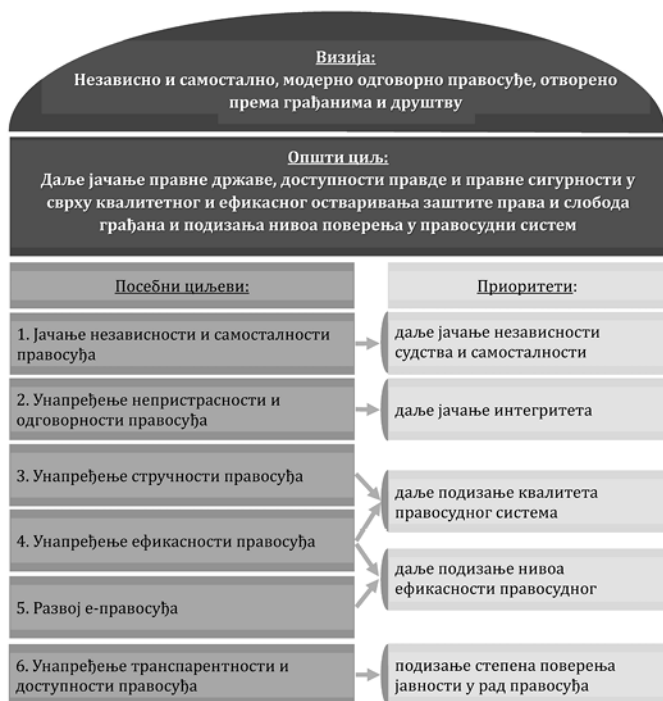 Визија:
Независно и самостално, модерно одговорно правосуђе, отворено
према грађанима и друштву
Општи циљ:
Даље јачање правне државе, доступности правде и правне сигурности у
сврху квалитетног и ефикасног остваривања заштите права и слобода
грађана и подизања нивоа поверења у правосудни систем
Посебни циљеви:
Приоритети:
1. Јачање независности и самосталности
правосуђа
даље јачање независности
судства и самосталности
2. Унапређење непристрасности и
одговорности правосуђа
даље јачање интегритета
3. Унапређење стручности правосуђа
4. Унапређење ефикасности правосуђа
даље подизање квалитета
правосудног система
даље подизање нивоа
ефикасности правосудног
5. Развој е-правосуђа
6. Унапређење транспарентности и
доступности правосуђа
подизање степена поверења
јавности у рад правосуђа